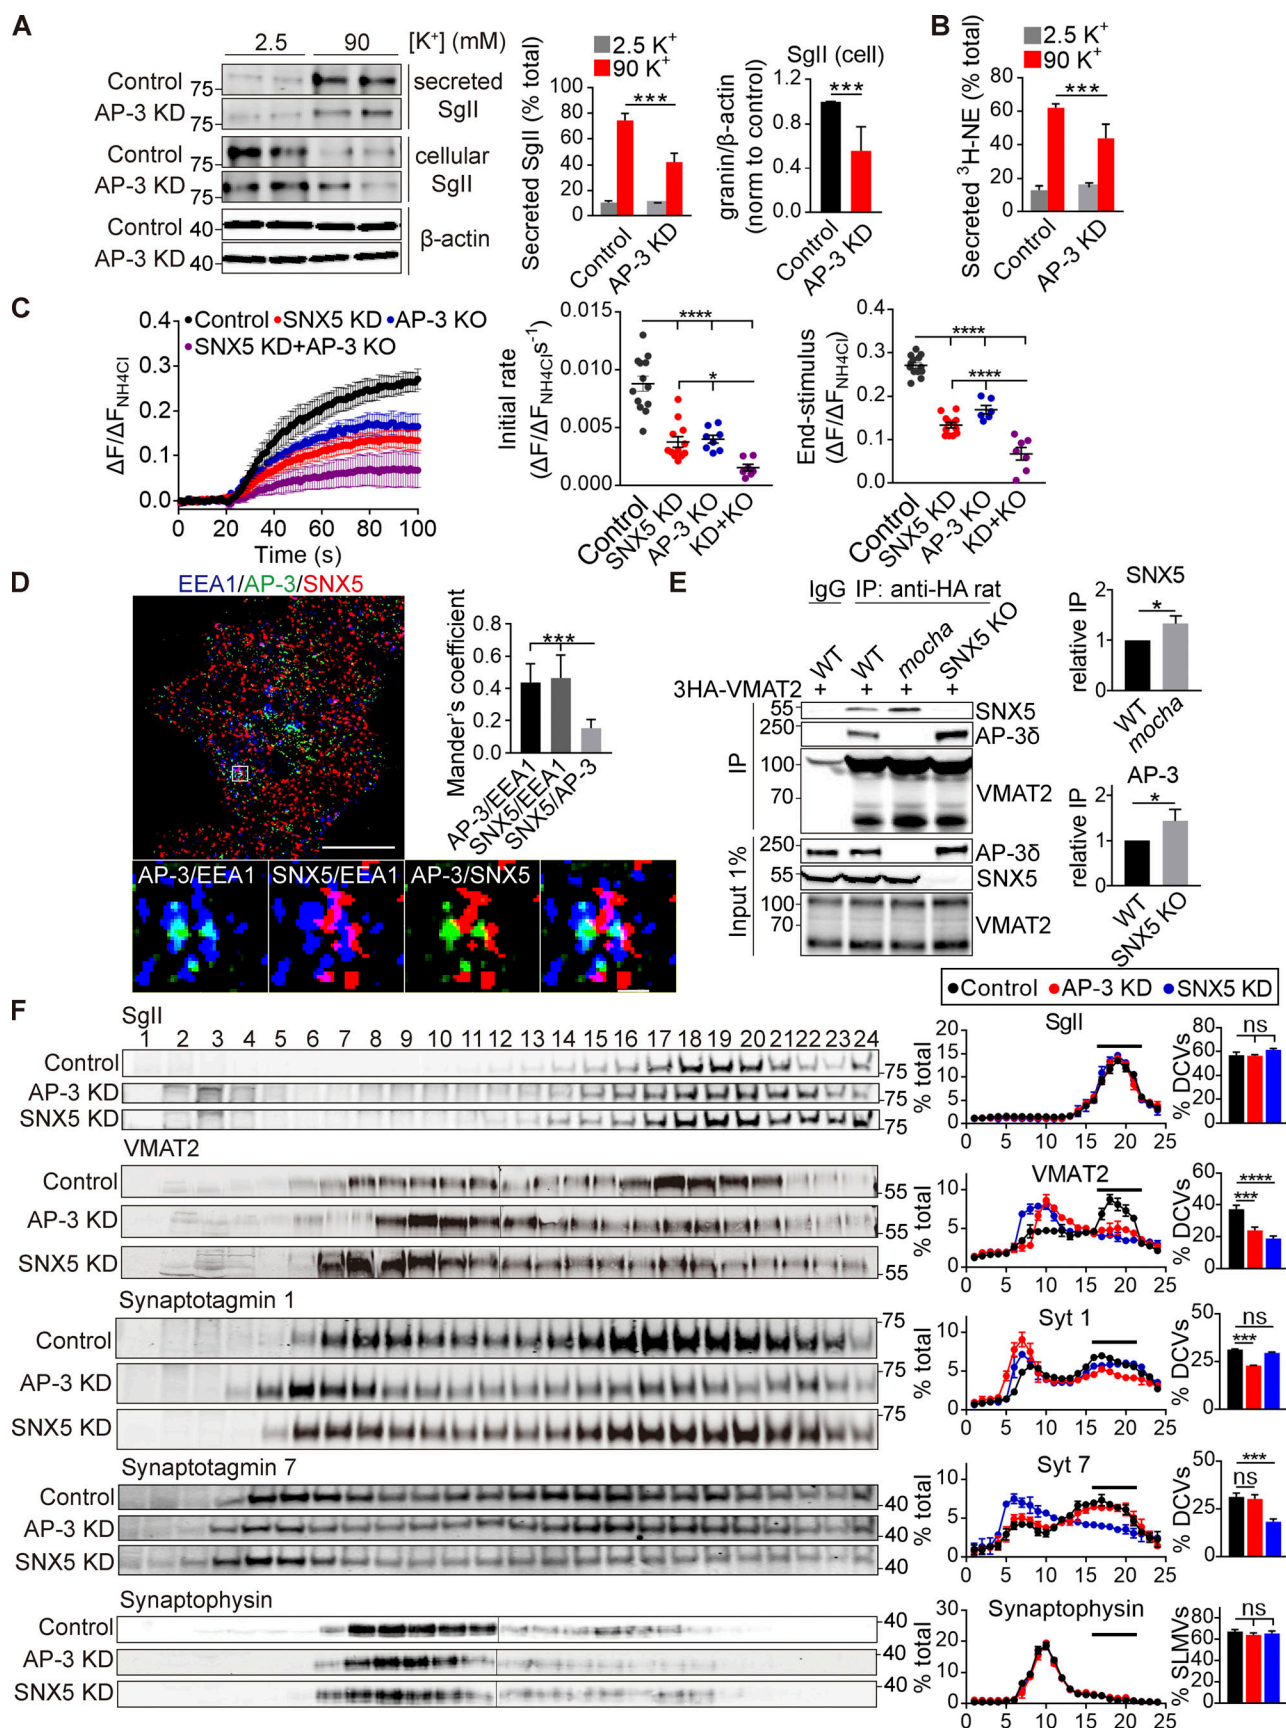 A
2.5 90 [K+] (mM)
Control 75 secreted
AP-3 KD 75 SgII
Control 75 cellular
AP-3 KD 75 SgII
Control 40 β-actin
AP-3 KD 40
2.5 K+
90 K+
Secreted SgII (% total)
100
80
60
40
20
0
***
Control
AP-3 KD
SgII (cell)
granin/β-actin
(norm to control)
1.2
0.8
0.4
0.0
***
Control
AP-3 KD
B
2.5 K+
90 K+
Secreted 3H-NE (% total)
80
60
40
20
0
***
Control
AP-3 KD
C
Control SNX5 KD AP-3 KO
SNX5 KD+AP-3 KO
ΔF/ΔFNH4Cl
0.4
0.3
0.2
0.1
0.0
0 20 40 60 80 100
Time (s)
Initial rate
(ΔF/ΔFNH4Cls-1)
0.015
0.010
0.005
0.000
****
*
Control
SNX5 KD
AP-3 KO
KD+KO
End-stimulus
(ΔF/ΔFNH4Cl)
0.4
0.3
0.2
0.1
0.0
****
****
Control
SNX5 KD
AP-3 KO
KD+KO
D
EEA1/AP-3/SNX5
AP-3/EEA1 SNX5/EEA1 AP-3/SNX5
Mander's coefficient
0.8
0.6
0.4
0.2
0.0
***
AP-3/EEA1
SNX5/EEA1
SNX5/AP-3
E
IgG IP: anti-HA rat
WT WT mocha SNX5 KO
3HA-VMAT2 + + + +
IP
55 SNX5
250 AP-3δ
100 VMAT2
70
Input 1%
250 AP-3δ
55 SNX5
100 VMAT2
70
SNX5
relative IP
2
1
0
*
WT
mocha
AP-3
relative IP
2
1
0
*
WT
SNX5 KO
F
Control AP-3 KD SNX5 KD
SgII
1 2 3 4 5 6 7 8 9 10 11 12 13 14 15 16 17 18 19 20 21 22 23 24
Control 75
AP-3 KD 75
SNX5 KD 75
SgII
% total
20
15
10
5
0
0 5 10 15 20 25
% DCVs
80
60
40
20
0
ns
VMAT2
Control 55
AP-3 KD 55
SNX5 KD 55
VMAT2
% total
10
5
0
0 5 10 15 20 25
% DCVs
60
40
20
0
****
***
Synaptotagmin 1
75
Control
AP-3 KD 75
SNX5 KD 75
Syt 1
% total
10
5
0
0 5 10 15 20 25
% DCVs
50
25
0
ns
***
Synaptotagmin 7
Control 40
AP-3 KD 40
SNX5 KD 40
Syt 7
% total
10
5
0
0 5 10 15 20 25
% DCVs
50
25
0
***
ns
Synaptophysin
Control 40
AP-3 KD 40
SNX5 KD 40
Synaptophysin
% total
30
20
10
0
0 5 10 15 20 25
% SLMVs
80
60
40
20
0
ns